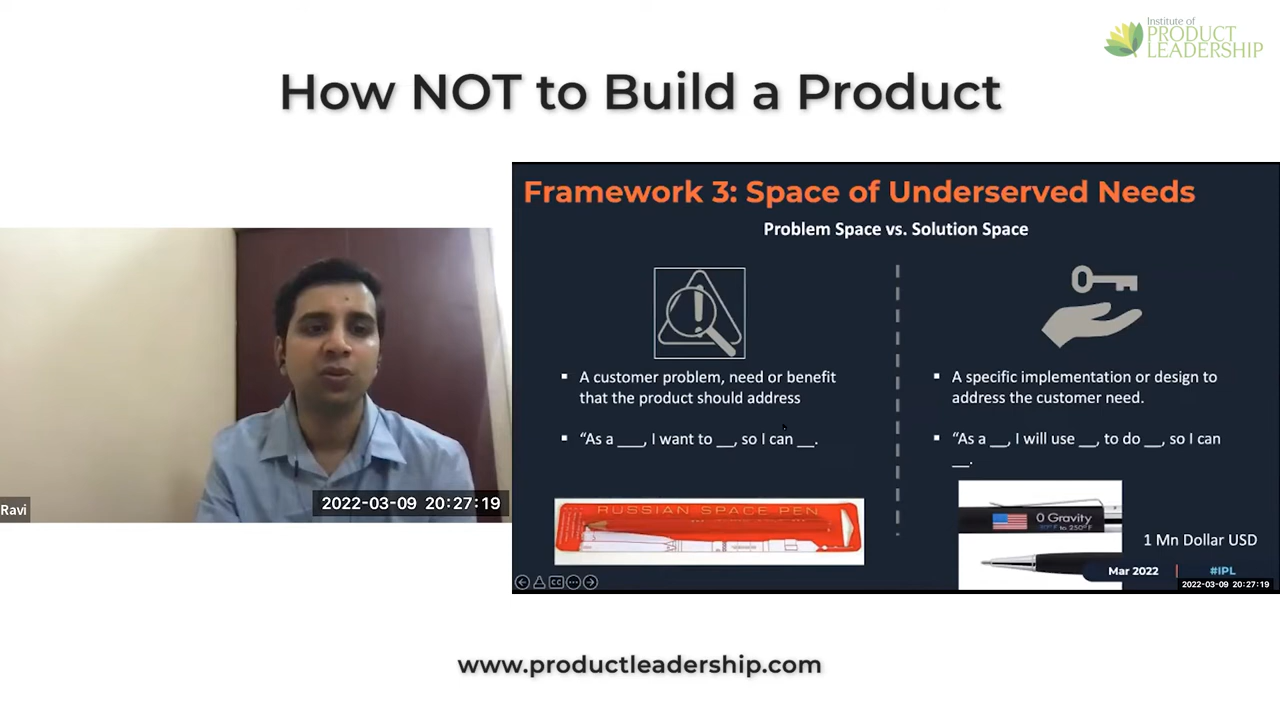 Institute of
PRODUCT
LEADERSHIP
How NOT to Build a Product
Framework 3: Space of Underserved Needs
Problem Space vs. Solution Space
▪ A customer problem, need or benefit
that the product should address
▪ “As a ___, I want to __, so I can __.
▪ A specific implementation or design to
address the customer need.
▪ “As a __, I will use __, to do __, so I can
__.
RUSSIAN SPACE PEN
0 Gravity
to 250°F
1 Mn Dollar USD
Mar 2022 | #IPL
2022-03-09 20:27:19
CC
Ravi
2022-03-09 20:27:19
www.productleadership.com